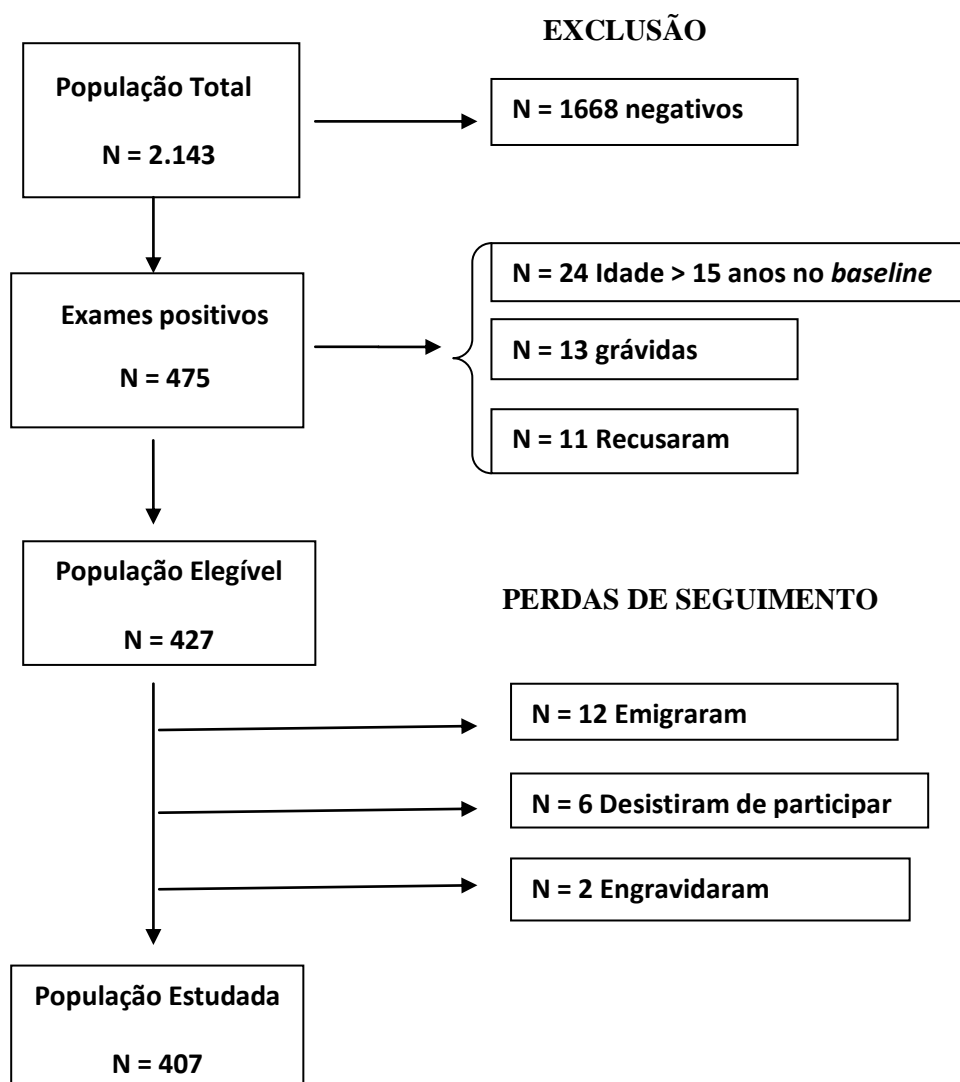 EXCLUSÃO
População Total
N = 2.143
N = 1668 negativos
Exames positivos
N = 475
N = 24 Idade > 15 anos no baseline
N = 13 grávidas
N = 11 Recusaram
População Elegível
N = 427
PERDAS DE SEGUIMENTO
N = 12 Emigraram
N = 6 Desistiram de participar
N = 2 Engravidaram
População Estudada
N = 407